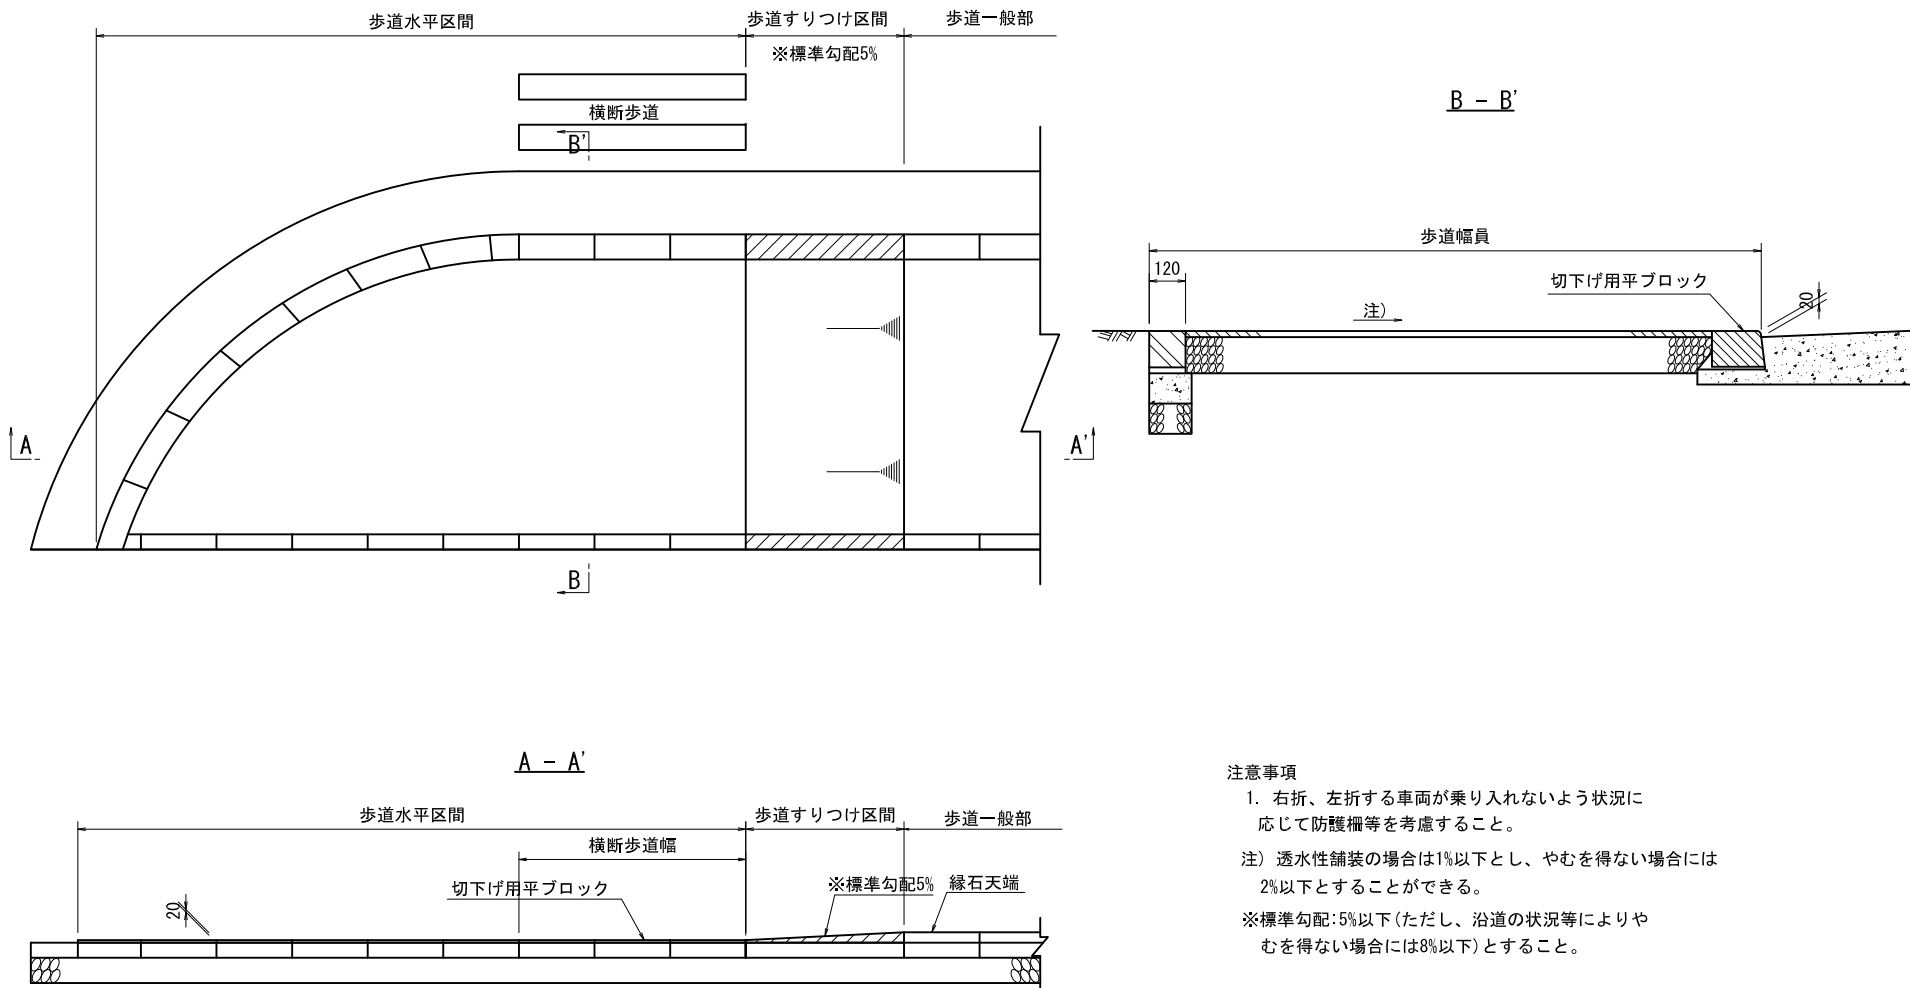 歩道水平区間
歩道すりつけ区間
歩道一般部
※標準勾配5%
横断歩道
B'
A
A'
B
B - B'
歩道幅員
120
切下げ用平ブロック
20
注)
A - A'
歩道水平区間
歩道すりつけ区間
歩道一般部
横断歩道幅
切下げ用平ブロック
※標準勾配5%
縁石天端
20
注意事項
1. 右折、左折する車両が乗り入れないよう状況に
応じて防護柵等を考慮すること。
注) 透水性舗装の場合は1%以下とし、やむを得ない場合には
2%以下とすることができる。
※標準勾配:5%以下(ただし、沿道の状況等によりや
むを得ない場合には8%以下)とすること。